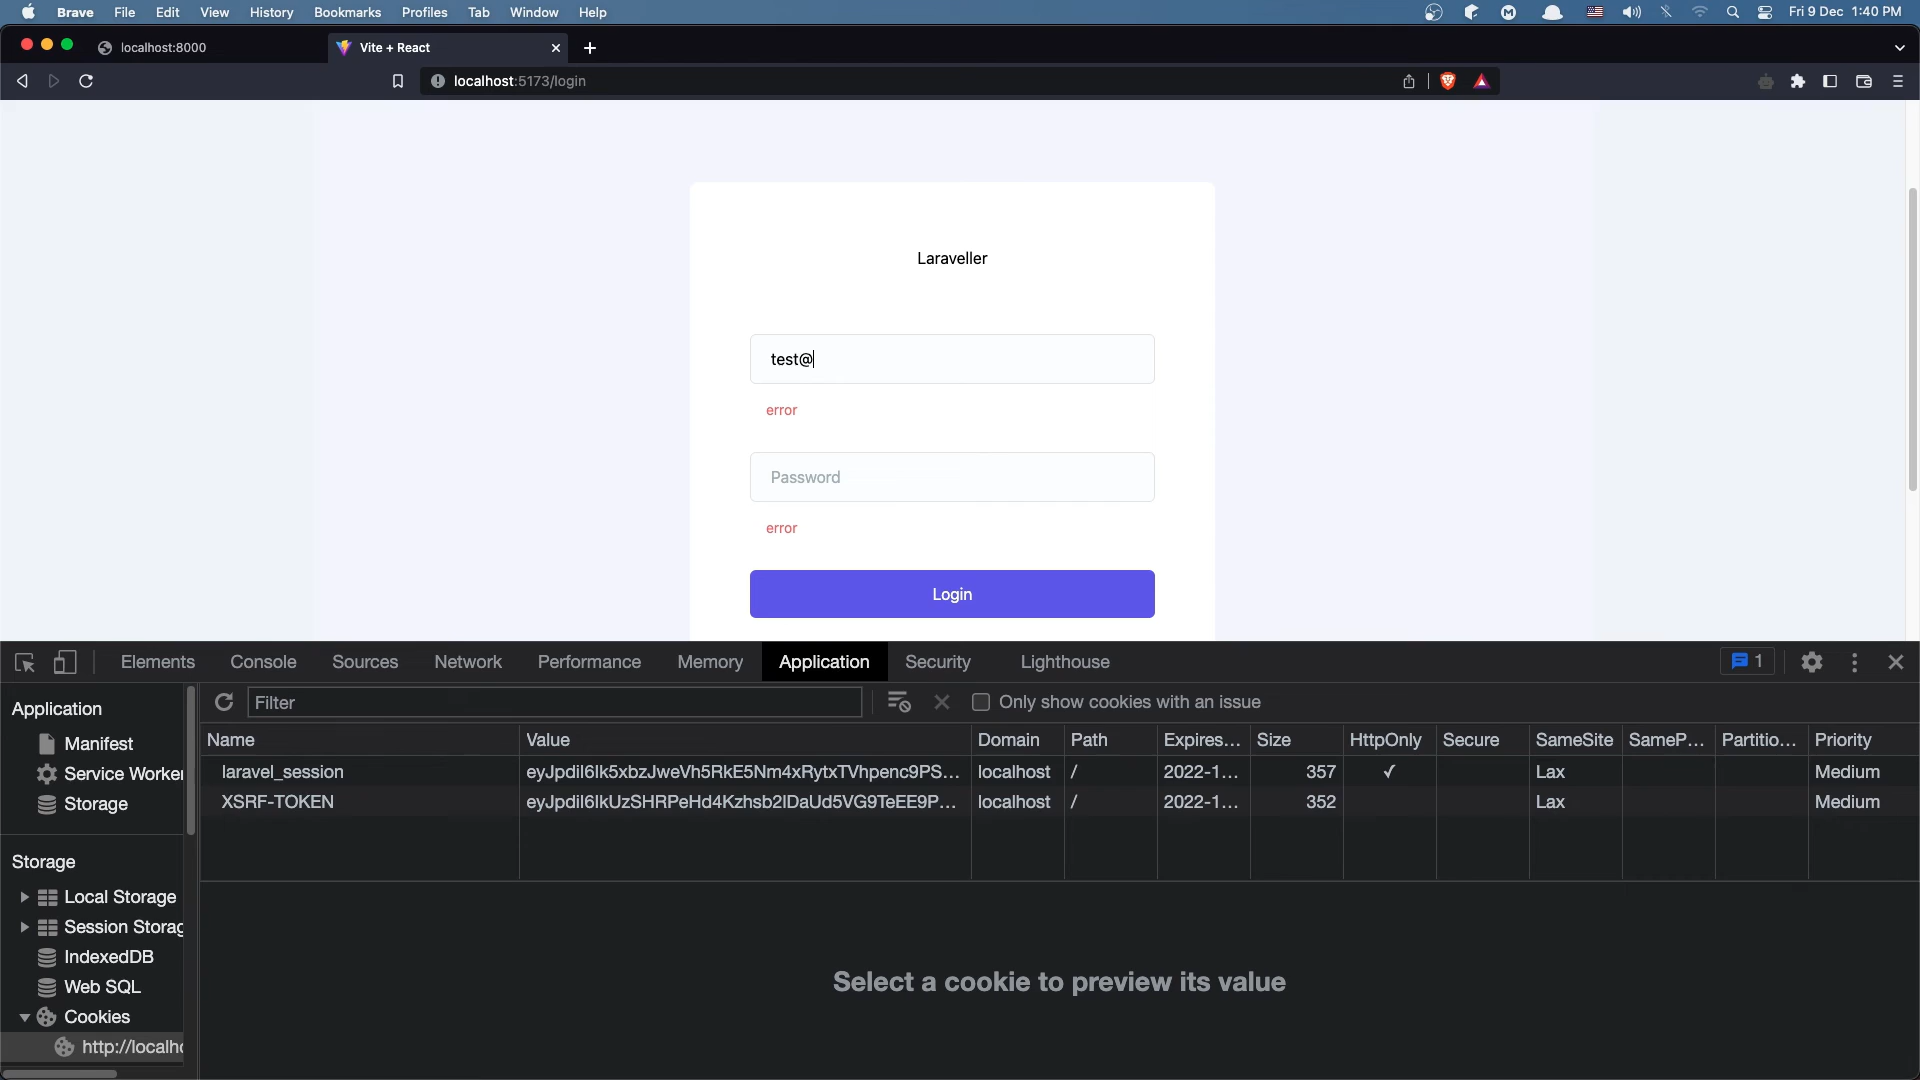 Brave File Edit View History Bookmarks Profiles Tab Window Help Fri 9 Dec 1:40 PM
localhost:8000 Vite + React
localhost:5173/login
Laraveller
test@
error
Password
error
Login
Elements Console Sources Network Performance Memory Application Security Lighthouse 1
Application Filter Only show cookies with an issue
Name Value Domain Path Expires... Size HttpOnly Secure SameSite SameP... Partitio... Priority
Manifest
laravel_session eyJpdiI6Ik5xbzJweVh5RkE5Nm4xRytxTVhpenc9PS... localhost / 2022-1... 357 ✓ Lax Medium
Service Worker
XSRF-TOKEN eyJpdiI6IkUzSHRPeHd4Kzhsb2lDaUd5VG9TeEE9P... localhost / 2022-1... 352 Lax Medium
Storage
Storage
Local Storage
Session Storag
IndexedDB
Web SQL
Select a cookie to preview its value
Cookies
http://localho